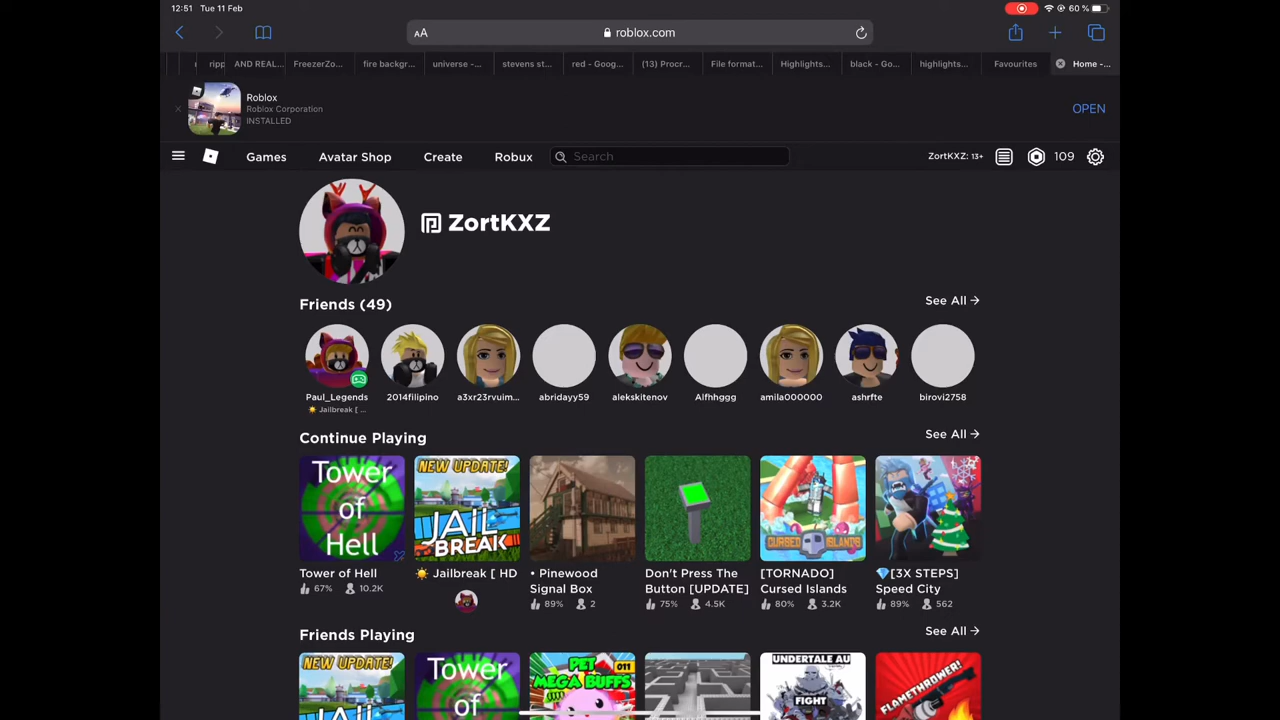 12:51 Tue 11 Feb
60 %
AA
roblox.com
ripp
AND REAL...
FreezerZo...
fire backgr...
universe -...
stevens st...
red - Goog...
(13) Procr...
File format...
Highlights...
black - Go...
highlights...
Favourites
Home -...
Roblox
Roblox Corporation
INSTALLED
OPEN
Games
Avatar Shop
Create
Robux
Search
ZortKXZ: 13+
109
ZortKXZ
Friends (49)
See All →
Paul_Legends
2014filipino
a3xr23rvuim...
abridayy59
alekskitenov
Alfhhggg
amila000000
ashrfte
birovi2758
☀️ Jailbreak [ ...
Continue Playing
See All →
Tower
of
Hell
NEW UPDATE!
JAIL
BREAK
CURSED ISLANDS
Tower of Hell
67% 10.2K
☀️ Jailbreak [ HD
• Pinewood
Signal Box
89% 2
Don't Press The
Button [UPDATE]
75% 4.5K
[TORNADO]
Cursed Islands
80% 3.2K
💎[3X STEPS]
Speed City
89% 562
Friends Playing
See All →
NEW UPDATE!
JAIL
Tower
of
PET
MEGA BUFFS
011
UNDERTALE AU
FIGHT
FLAMETHROWER!